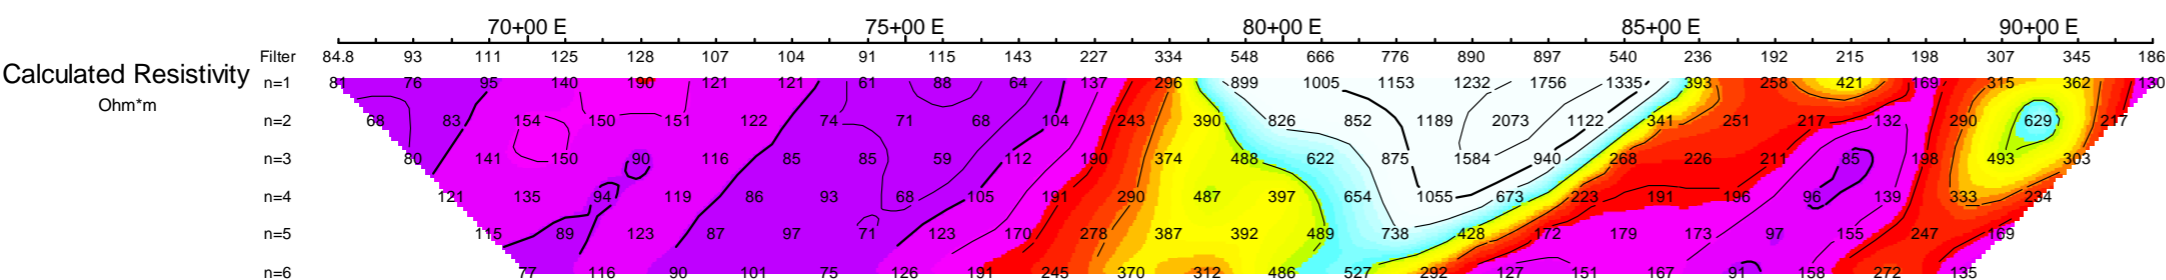 70+00 E 75+00 E 80+00 E 85+00 E 90+00 E
Filter 84.8 93 111 125 128 107 104 91 115 143 227 334 548 666 776 890 897 540 236 192 215 198 307 345 186
Calculated Resistivity
n=1 81 76 95 140 190 121 121 61 88 64 137 296 899 1005 1153 1232 1756 1335 393 258 421 169 315 362 130
Ohm*m
n=2 68 83 154 150 151 122 74 71 68 104 243 390 826 852 1189 2073 1122 341 251 217 132 290 629 217
n=3 80 141 150 90 116 85 85 59 112 190 374 488 622 875 1584 940 268 226 211 85 198 493 303
n=4 121 135 94 119 86 93 68 105 191 290 487 397 654 1055 673 223 191 196 96 139 333 234
n=5 115 89 123 87 97 71 123 170 278 387 392 489 738 428 172 179 173 97 155 247 169
n=6 77 116 90 101 75 126 191 245 370 312 486 527 292 127 151 167 91 158 272 135